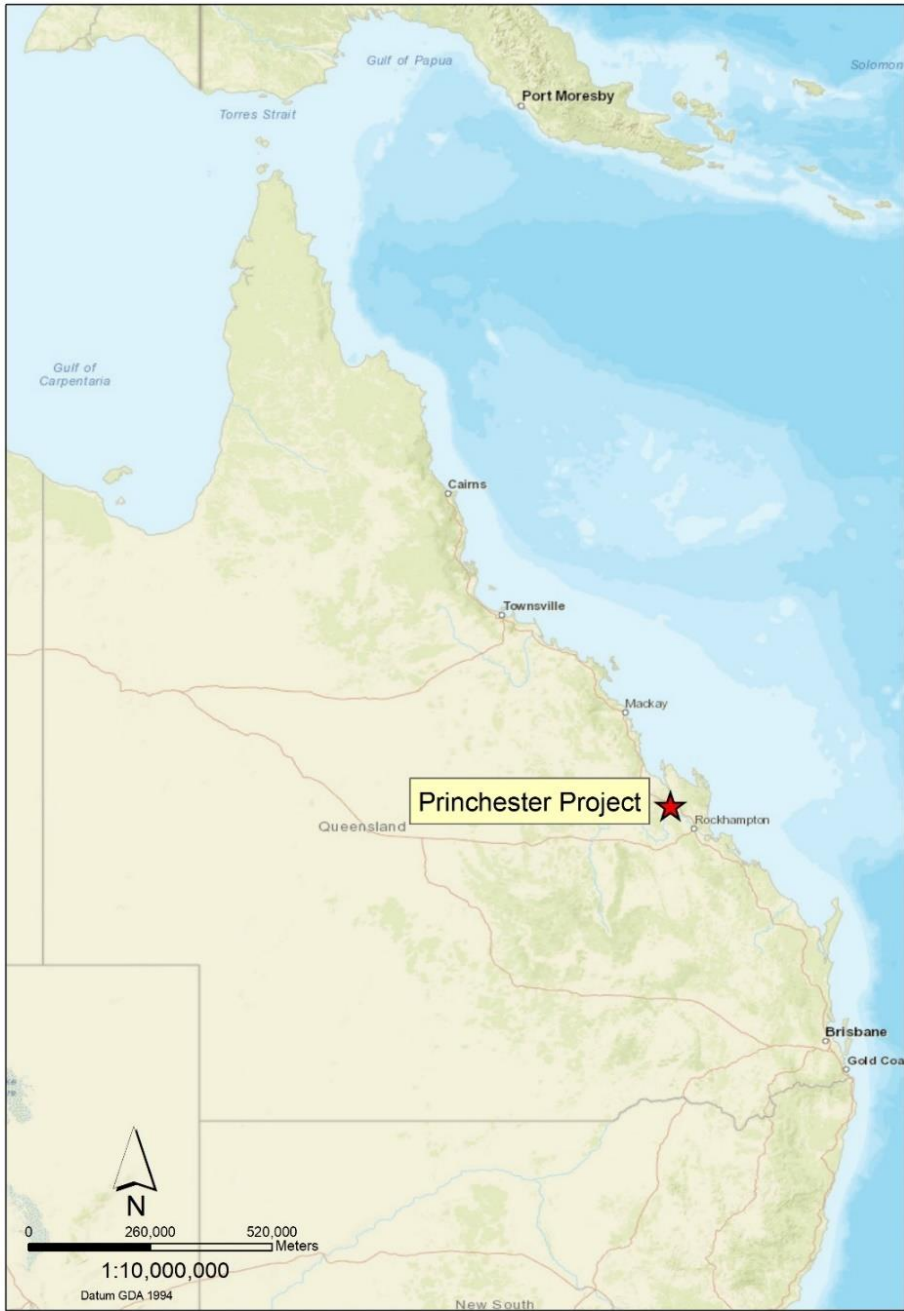 Gulf of Papua
Solomon
Port Moresby
Torres Strait
Gulf of
Carpentaria
Cairns
Townsville
Mackay
Princhester Project
Rockhampton
Queensland
Brisbane
Gold Coa
N
0 260,000 520,000
Meters
1:10,000,000
Datum GDA 1994
New South